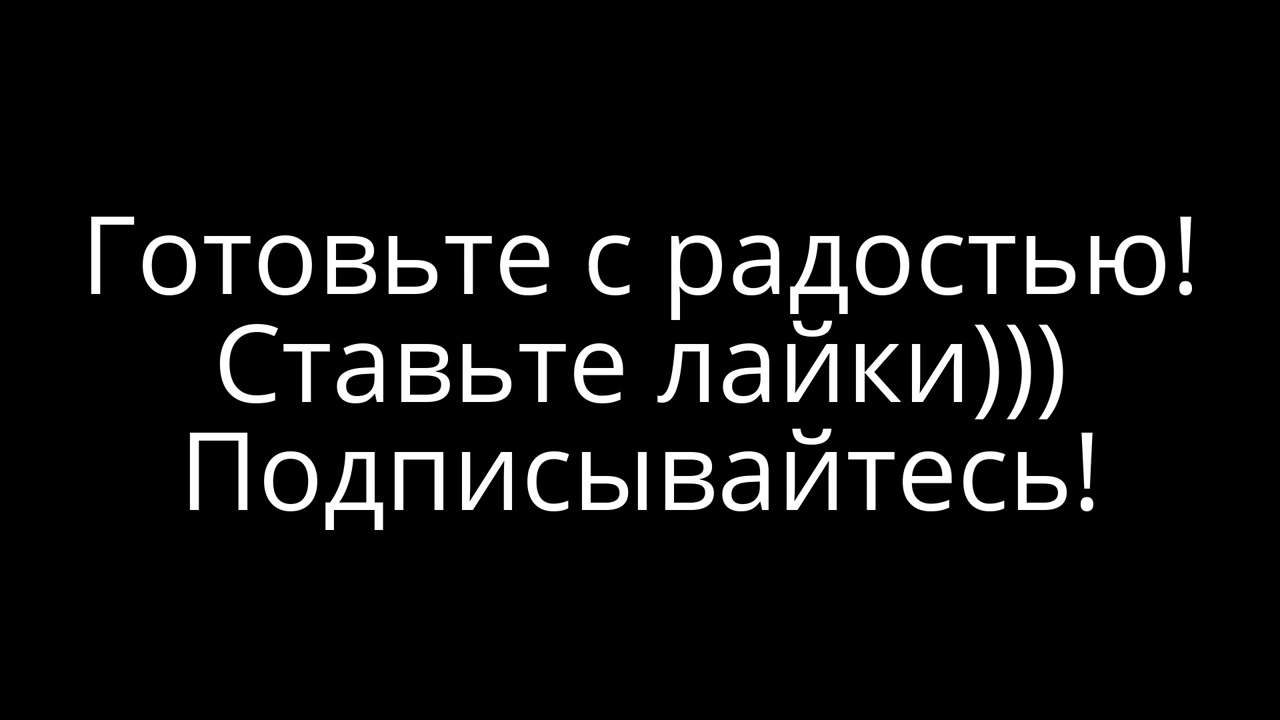 Готовьте с радостью!
Ставьте лайки)))
Подписывайтесь!